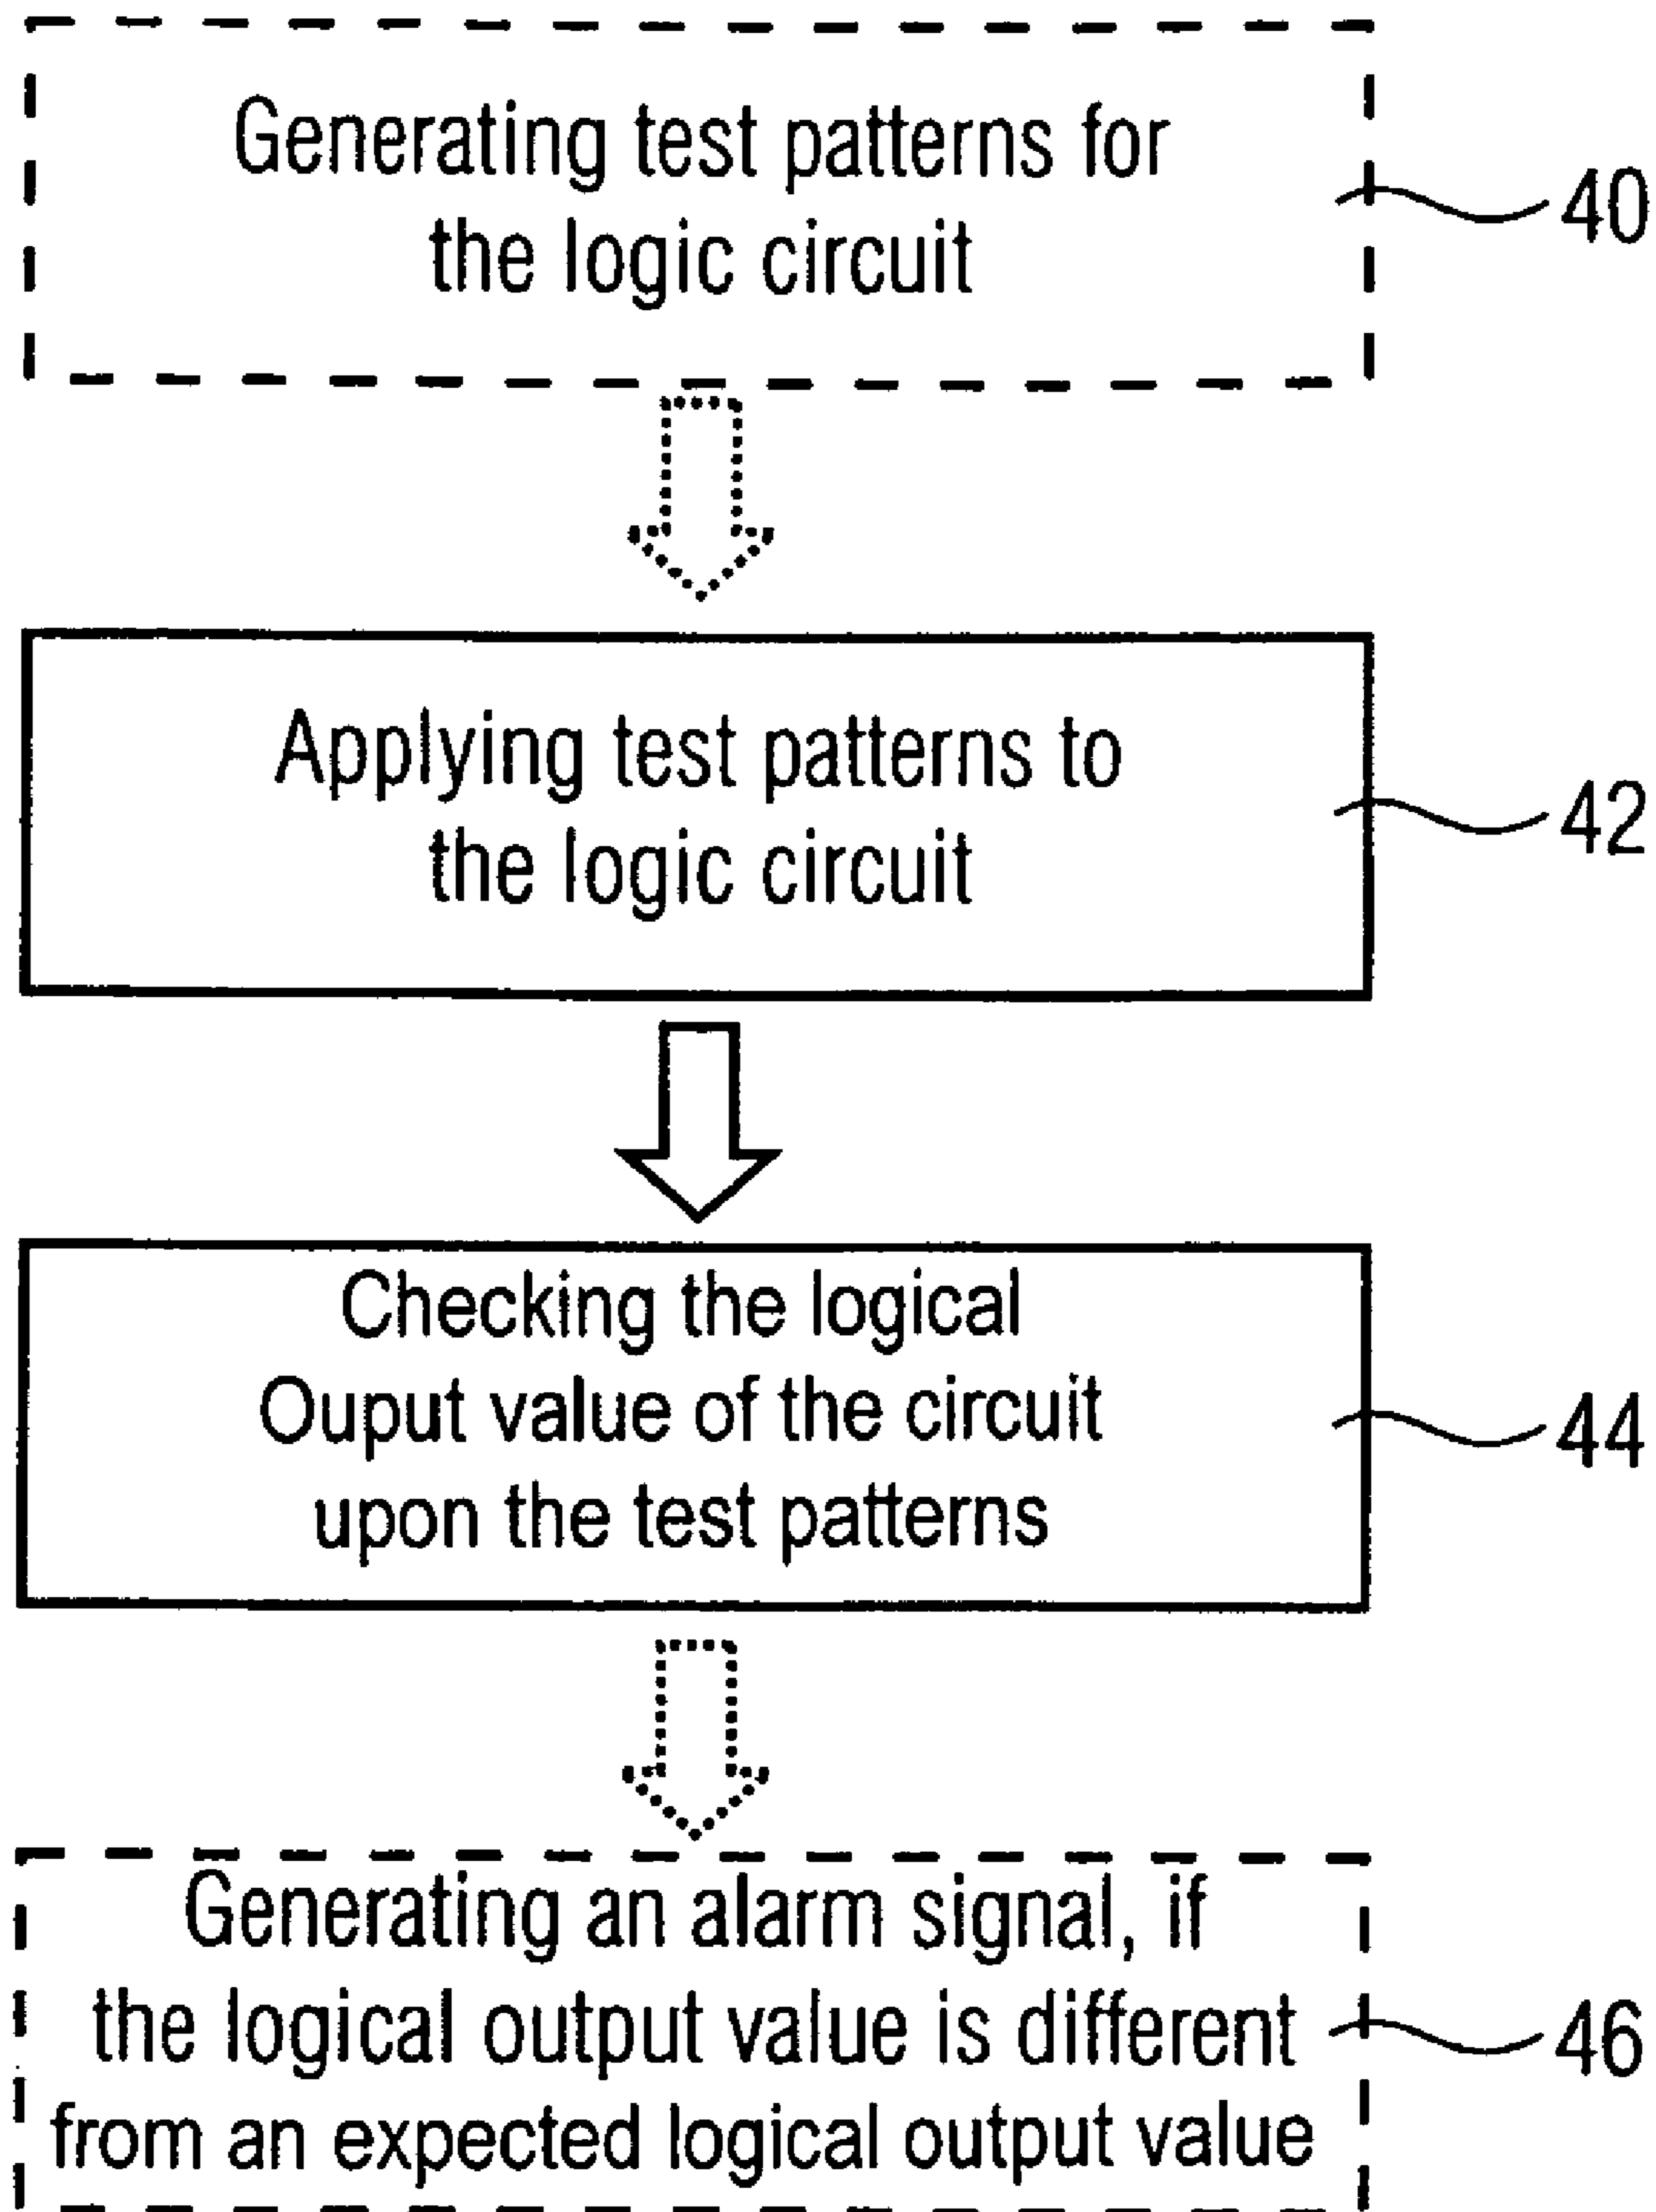 Generating test patterns for
the logic circuit
40
Applying test patterns to
the logic circuit
42
Checking the logical
Ouput value of the circuit
upon the test patterns
44
Generating an alarm signal, if
the logical output value is different
from an expected logical output value
46